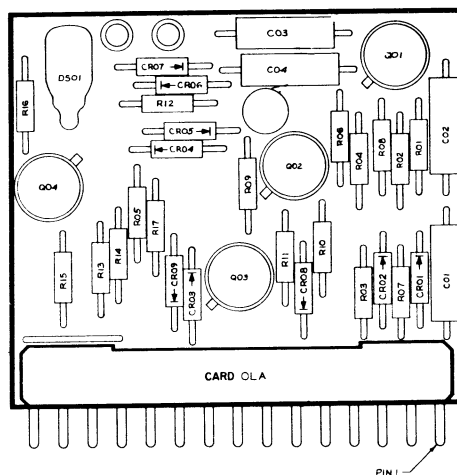 C03
DS01
Q01
CR07
C04
R16
CR06
R12
C02
R06
R08
R01
CR05
R04
R02
CR04
Q02
R09
Q04
R05
R17
R10
R14
C01
R13
R11
R15
CR09
Q03
CR08
CR02
CR01
CR03
R03
R07
CARD OLA
PIN 1